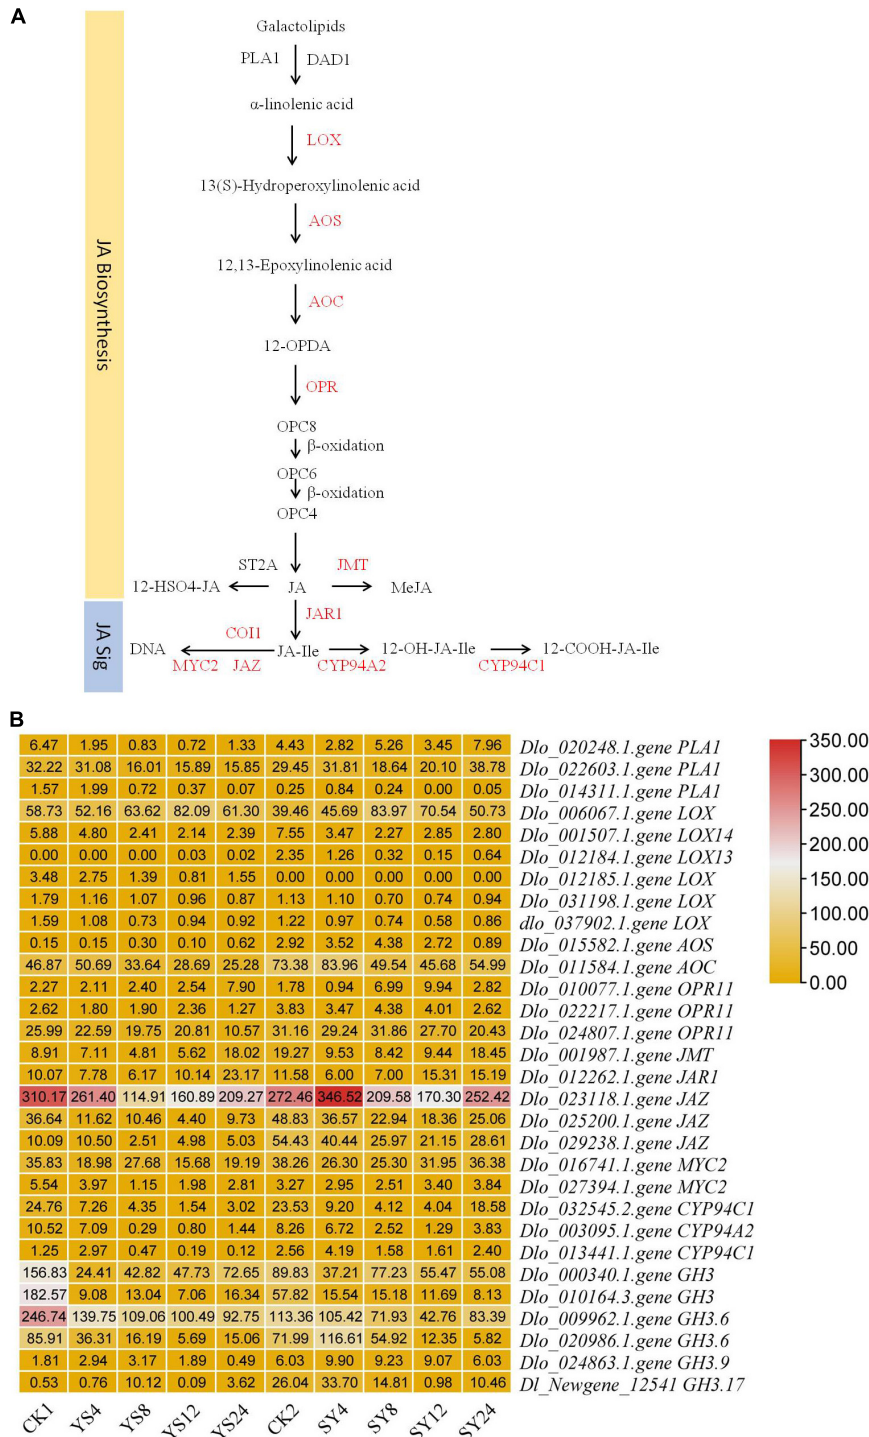 A
Galactolipids
PLA1 DAD1
α-linolenic acid
LOX
13(S)-Hydroperoxylinolenic acid
AOS
12,13-Epoxylinolenic acid
AOC
12-OPDA
OPR
OPC8
β-oxidation
OPC6
β-oxidation
OPC4
ST2A JMT
12-HSO4-JA JA MeJA
JAR1
COI1
DNA JA-Ile 12-OH-JA-Ile 12-COOH-JA-Ile
MYC2 JAZ CYP94A2 CYP94C1
JA Biosynthesis
JA Sig
B
6.47 1.95 0.83 0.72 1.33 4.43 2.82 5.26 3.45 7.96 Dlo_020248.1.gene PLA1
32.22 31.08 16.01 15.89 15.85 29.45 31.81 18.64 20.10 38.78 Dlo_022603.1.gene PLA1
1.57 1.99 0.72 0.37 0.07 0.25 0.84 0.24 0.00 0.05 Dlo_014311.1.gene PLA1
58.73 52.16 63.62 82.09 61.30 39.46 45.69 83.97 70.54 50.73 Dlo_006067.1.gene LOX
5.88 4.80 2.41 2.14 2.39 7.55 3.47 2.27 2.85 2.80 Dlo_001507.1.gene LOX14
0.00 0.00 0.00 0.03 0.02 2.35 1.26 0.32 0.15 0.64 Dlo_012184.1.gene LOX13
3.48 2.75 1.39 0.81 1.55 0.00 0.00 0.00 0.00 0.00 Dlo_012185.1.gene LOX
1.79 1.16 1.07 0.96 0.87 1.13 1.10 0.70 0.74 0.94 Dlo_031198.1.gene LOX
1.59 1.08 0.73 0.94 0.92 1.22 0.97 0.74 0.58 0.86 dlo_037902.1.gene LOX
0.15 0.15 0.30 0.10 0.62 2.92 3.52 4.38 2.72 0.89 Dlo_015582.1.gene AOS
46.87 50.69 33.64 28.69 25.28 73.38 83.96 49.54 45.68 54.99 Dlo_011584.1.gene AOC
2.27 2.11 2.40 2.54 7.90 1.78 0.94 6.99 9.94 2.82 Dlo_010077.1.gene OPR11
2.62 1.80 1.90 2.36 1.27 3.83 3.47 4.38 4.01 2.62 Dlo_022217.1.gene OPR11
25.99 22.59 19.75 20.81 10.57 31.16 29.24 31.86 27.70 20.43 Dlo_024807.1.gene OPR11
8.91 7.11 4.81 5.62 18.02 19.27 9.53 8.42 9.44 18.45 Dlo_001987.1.gene JMT
10.07 7.78 6.17 10.14 23.17 11.58 6.00 7.00 15.31 15.19 Dlo_012262.1.gene JAR1
310.17 261.40 114.91 160.89 209.27 272.46 346.52 209.58 170.30 252.42 Dlo_023118.1.gene JAZ
36.64 11.62 10.46 4.40 9.73 48.83 36.57 22.94 18.36 25.06 Dlo_025200.1.gene JAZ
10.09 10.50 2.51 4.98 5.03 54.43 40.44 25.97 21.15 28.61 Dlo_029238.1.gene JAZ
35.83 18.98 27.68 15.68 19.19 38.26 26.30 25.30 31.95 36.38 Dlo_016741.1.gene MYC2
5.54 3.97 1.15 1.98 2.81 3.27 2.95 2.51 3.40 3.84 Dlo_027394.1.gene MYC2
24.76 7.26 4.35 1.54 3.02 23.53 9.20 4.12 4.04 18.58 Dlo_032545.2.gene CYP94C1
10.52 7.09 0.29 0.80 1.44 8.26 6.72 2.52 1.29 3.83 Dlo_003095.1.gene CYP94A2
1.25 2.97 0.47 0.19 0.12 2.56 4.19 1.58 1.61 2.40 Dlo_013441.1.gene CYP94C1
156.83 24.41 42.82 47.73 72.65 89.83 37.21 77.23 55.47 55.08 Dlo_000340.1.gene GH3
182.57 9.08 13.04 7.06 16.34 57.82 15.54 15.18 11.69 8.13 Dlo_010164.3.gene GH3
246.74 139.75 109.06 100.49 92.75 113.36 105.42 71.93 42.76 83.39 Dlo_009962.1.gene GH3.6
85.91 36.31 16.19 5.69 15.06 71.99 116.61 54.92 12.35 5.82 Dlo_020986.1.gene GH3.6
1.81 2.94 3.17 1.89 0.49 6.03 9.90 9.23 9.07 6.03 Dlo_024863.1.gene GH3.9
0.53 0.76 10.12 0.09 3.62 26.04 33.70 14.81 0.98 10.46 Dl_Newgene_12541 GH3.17
CK1 YS4 YS8 YS12 YS24 CK2 SY4 SY8 SY12 SY24
350.00
300.00
250.00
200.00
150.00
100.00
50.00
0.00